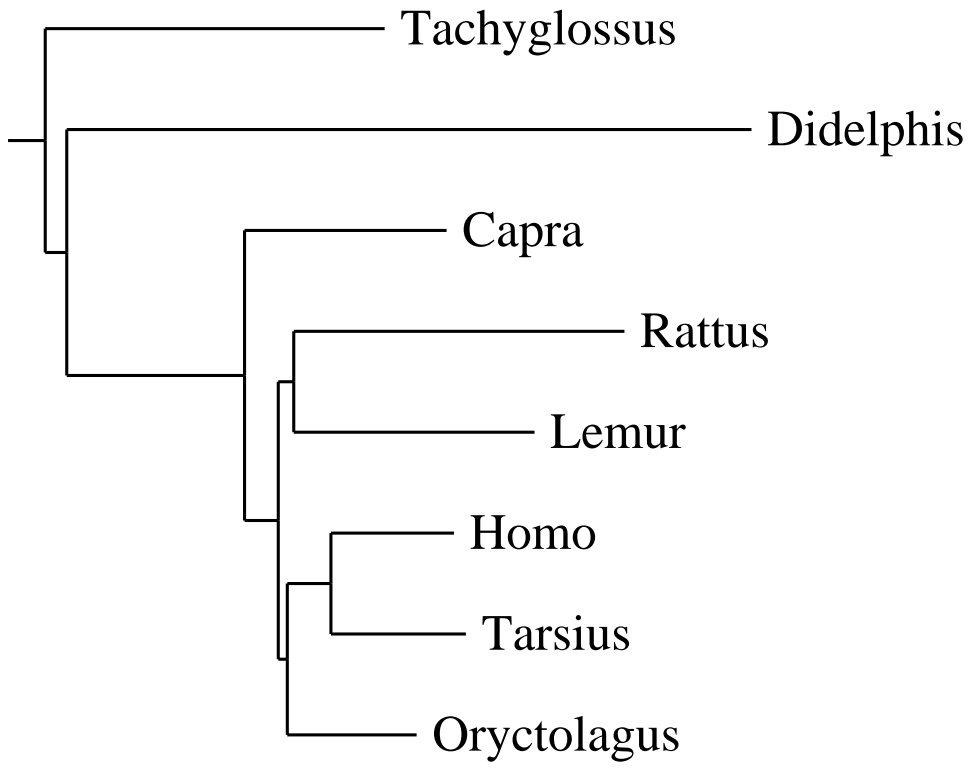 Tachyglossus
Didelphis
Capra
Rattus
Lemur
Homo
Tarsius
Oryctolagus